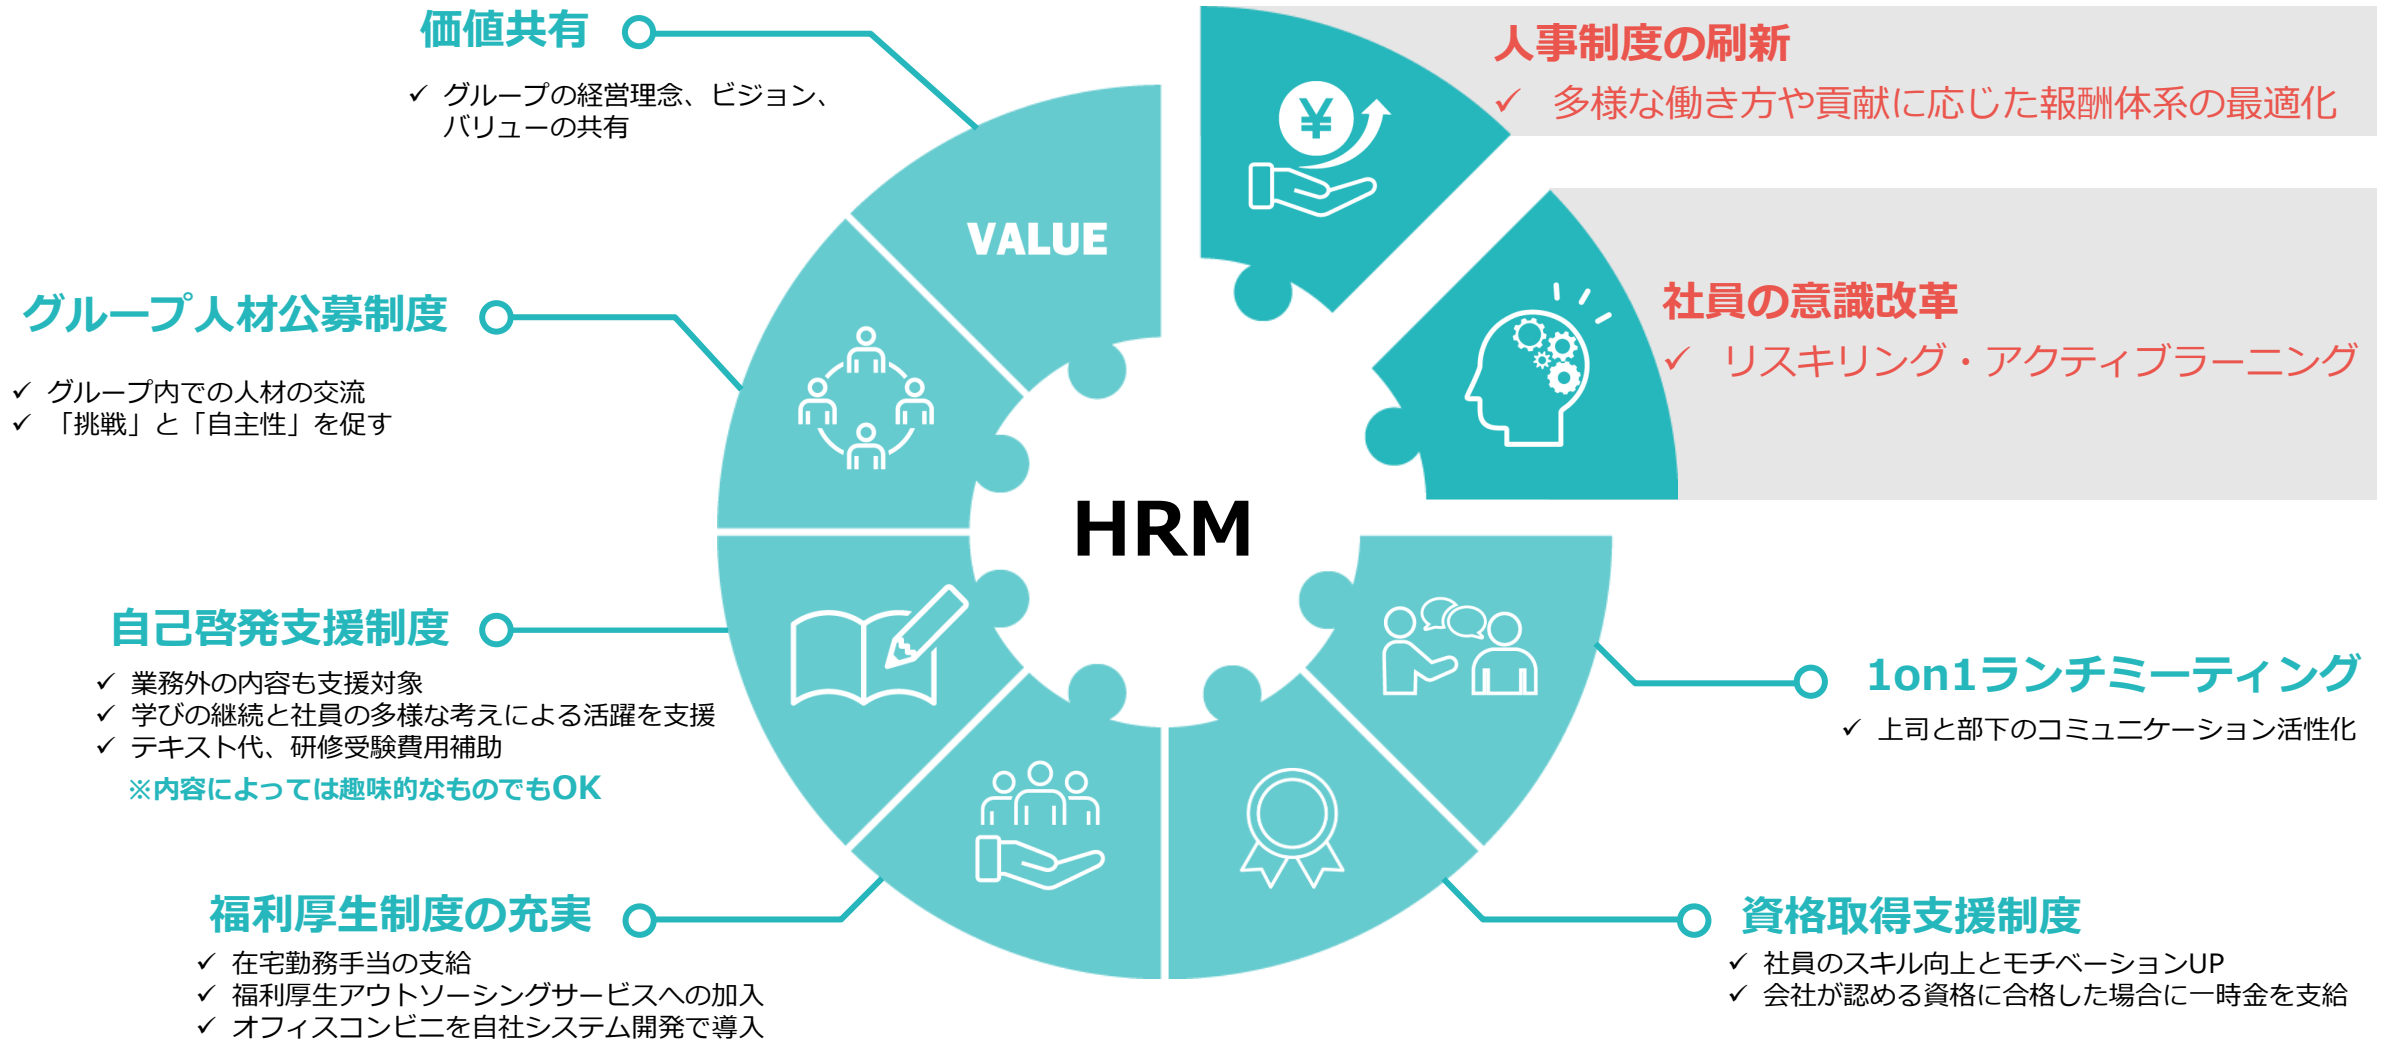 価値共有
✓ グループの経営理念、ビジョン、
バリューの共有
人事制度の刷新
✓ 多様な働き方や貢献に応じた報酬体系の最適化
¥
VALUE
社員の意識改革
✓ リスキリング・アクティブラーニング
グループ人材公募制度
✓ グループ内での人材の交流
✓ 「挑戦」と「自主性」を促す
HRM
自己啓発支援制度
✓ 業務外の内容も支援対象
✓ 学びの継続と社員の多様な考えによる活躍を支援
✓ テキスト代、研修受験費用補助
※内容によっては趣味的なものでもOK
1on1ランチミーティング
✓ 上司と部下のコミュニケーション活性化
福利厚生制度の充実
✓ 在宅勤務手当の支給
✓ 福利厚生アウトソーシングサービスへの加入
✓ オフィスコンビニを自社システム開発で導入
資格取得支援制度
✓ 社員のスキル向上とモチベーションUP
✓ 会社が認める資格に合格した場合に一時金を支給